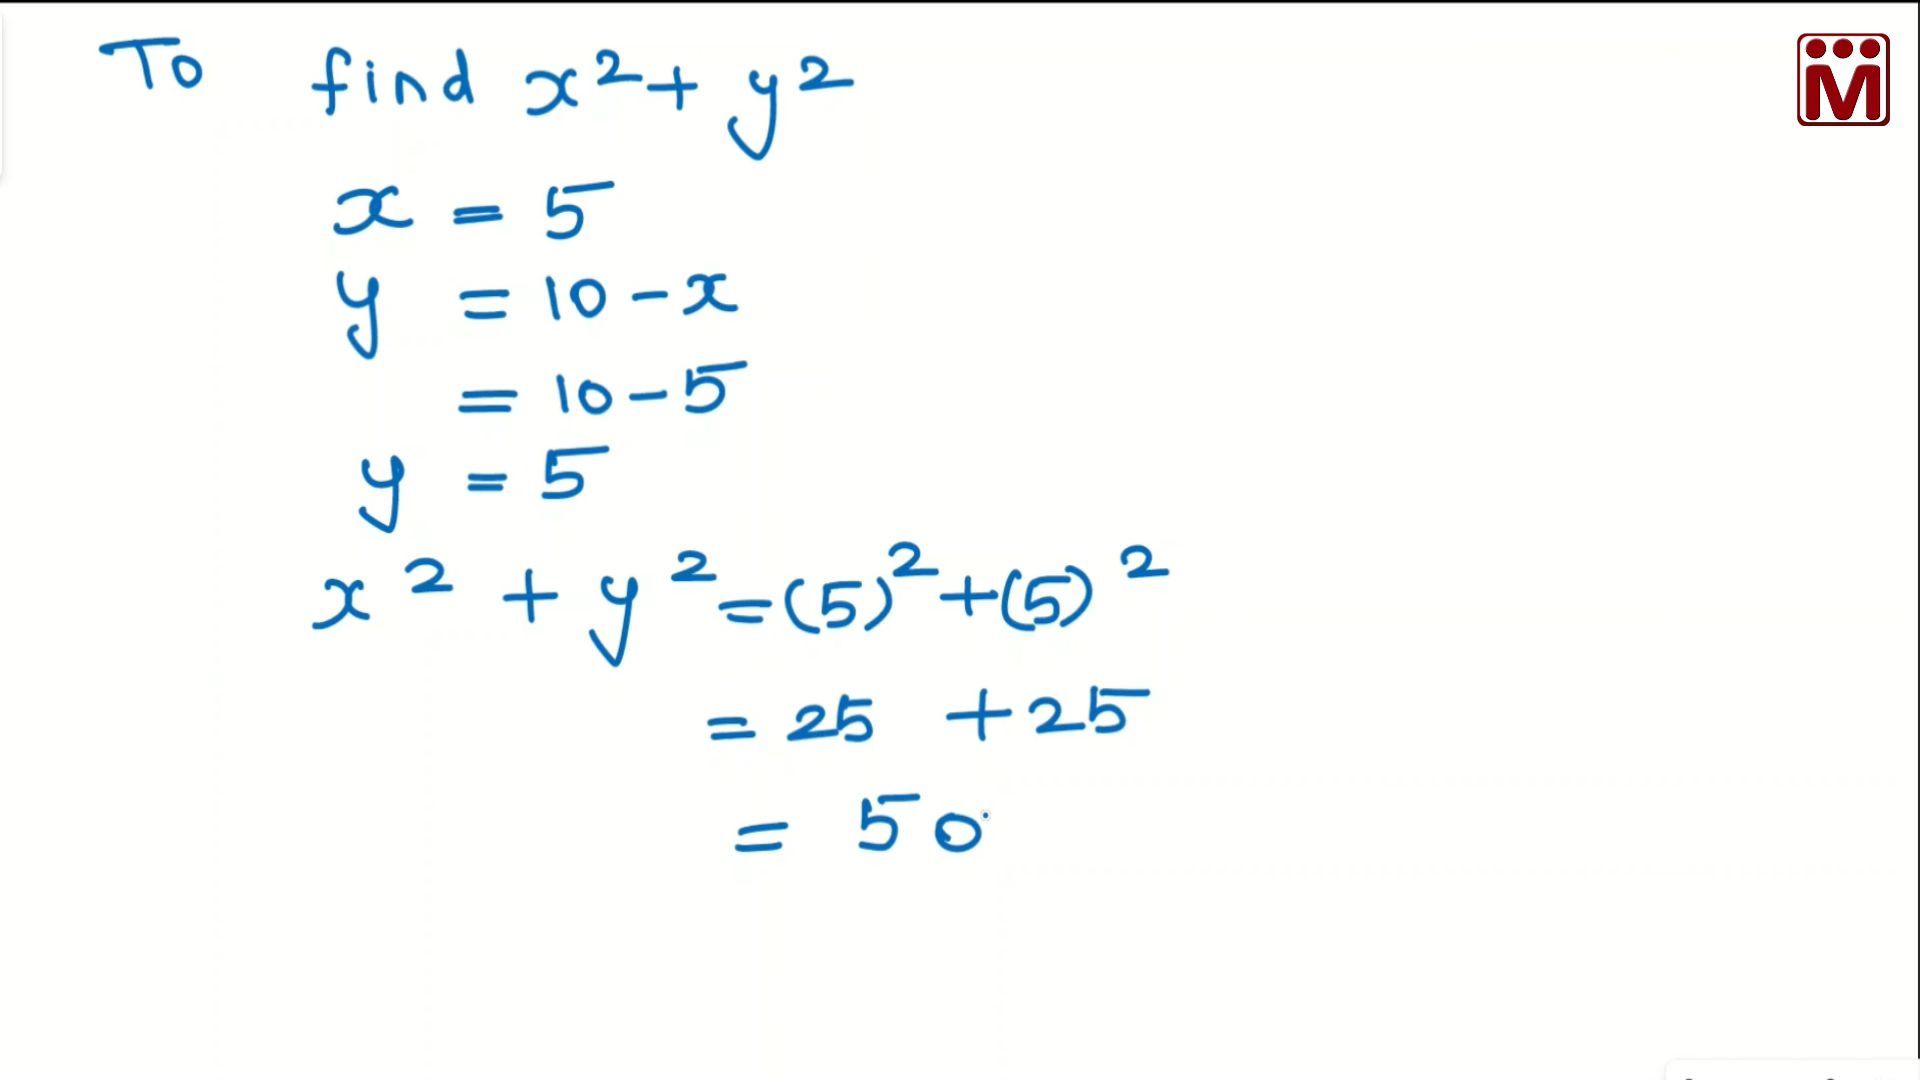 To find x² + y²
x = 5
y = 10 - x
= 10 - 5
y = 5
x² + y² = (5)² + (5)²
= 25 + 25
= 50
M